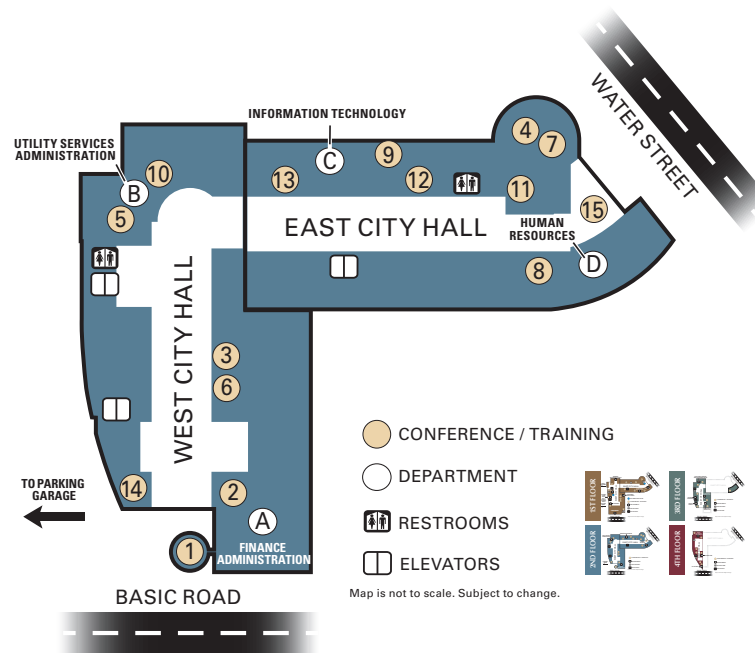 WATER STREET
INFORMATION TECHNOLOGY
UTILITY SERVICES
ADMINISTRATION
4
7
9
C
10
13
12
11
B
5
15
EAST CITY HALL
HUMAN
RESOURCES
8
D
WEST CITY HALL
3
6
CONFERENCE / TRAINING
DEPARTMENT
RESTROOMS
ELEVATORS
Map is not to scale. Subject to change.
14
2
TO PARKING
GARAGE
A
1
FINANCE
ADMINISTRATION
BASIC ROAD
1ST FLOOR
3RD FLOOR
2ND FLOOR
4TH FLOOR